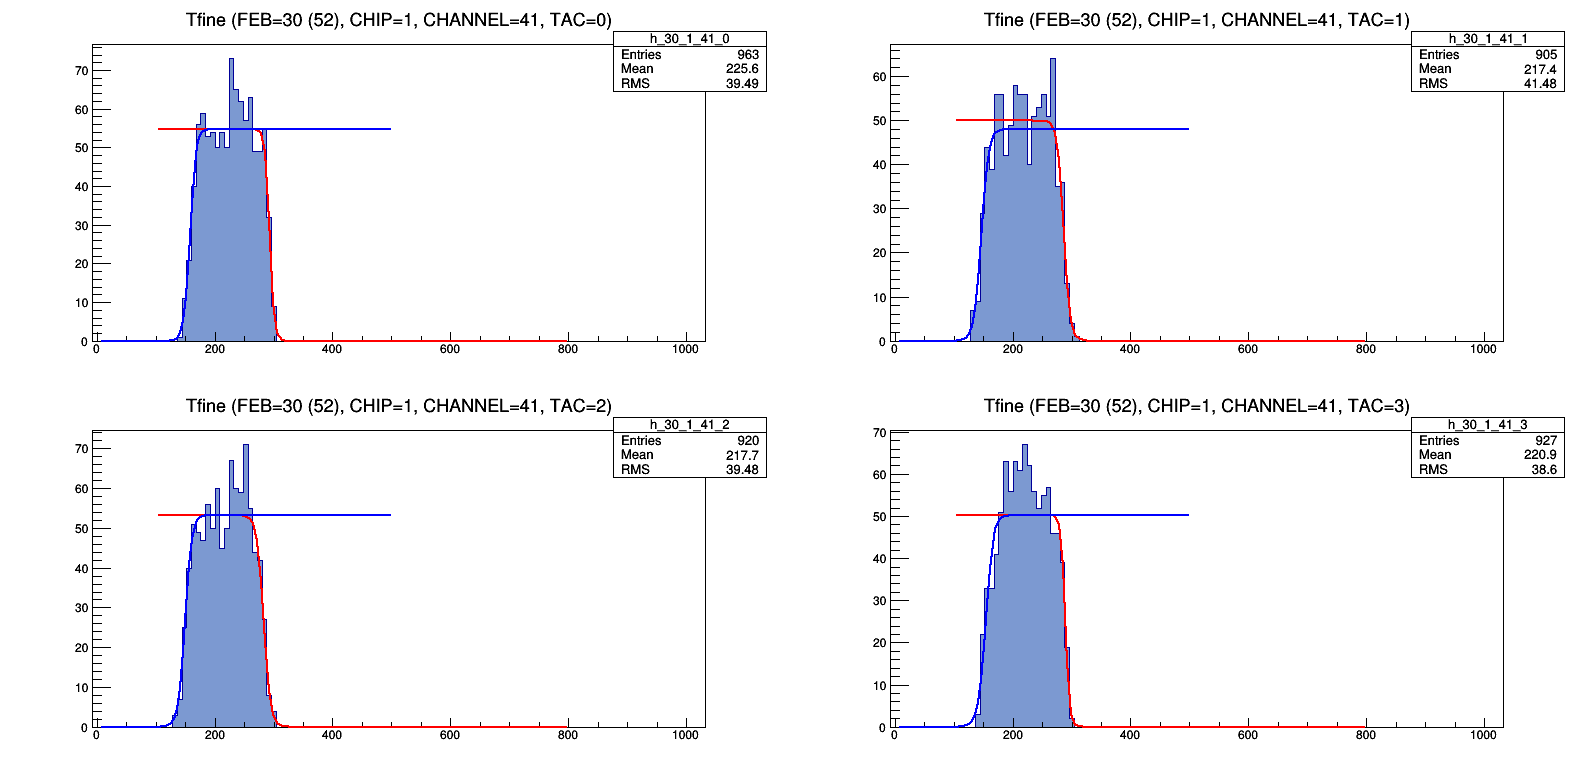 Tfine (FEB=30 (52), CHIP=1, CHANNEL=41, TAC=0)
h_30_1_41_0
Entries 963
Mean 225.6
RMS 39.49
70
60
50
40
30
20
10
0
0 200 400 600 800 1000
Tfine (FEB=30 (52), CHIP=1, CHANNEL=41, TAC=1)
h_30_1_41_1
Entries 905
Mean 217.4
RMS 41.48
60
50
40
30
20
10
0
0 200 400 600 800 1000
Tfine (FEB=30 (52), CHIP=1, CHANNEL=41, TAC=2)
h_30_1_41_2
Entries 920
Mean 217.7
RMS 39.48
70
60
50
40
30
20
10
0
0 200 400 600 800 1000
Tfine (FEB=30 (52), CHIP=1, CHANNEL=41, TAC=3)
h_30_1_41_3
Entries 927
Mean 220.9
RMS 38.6
70
60
50
40
30
20
10
0
0 200 400 600 800 1000